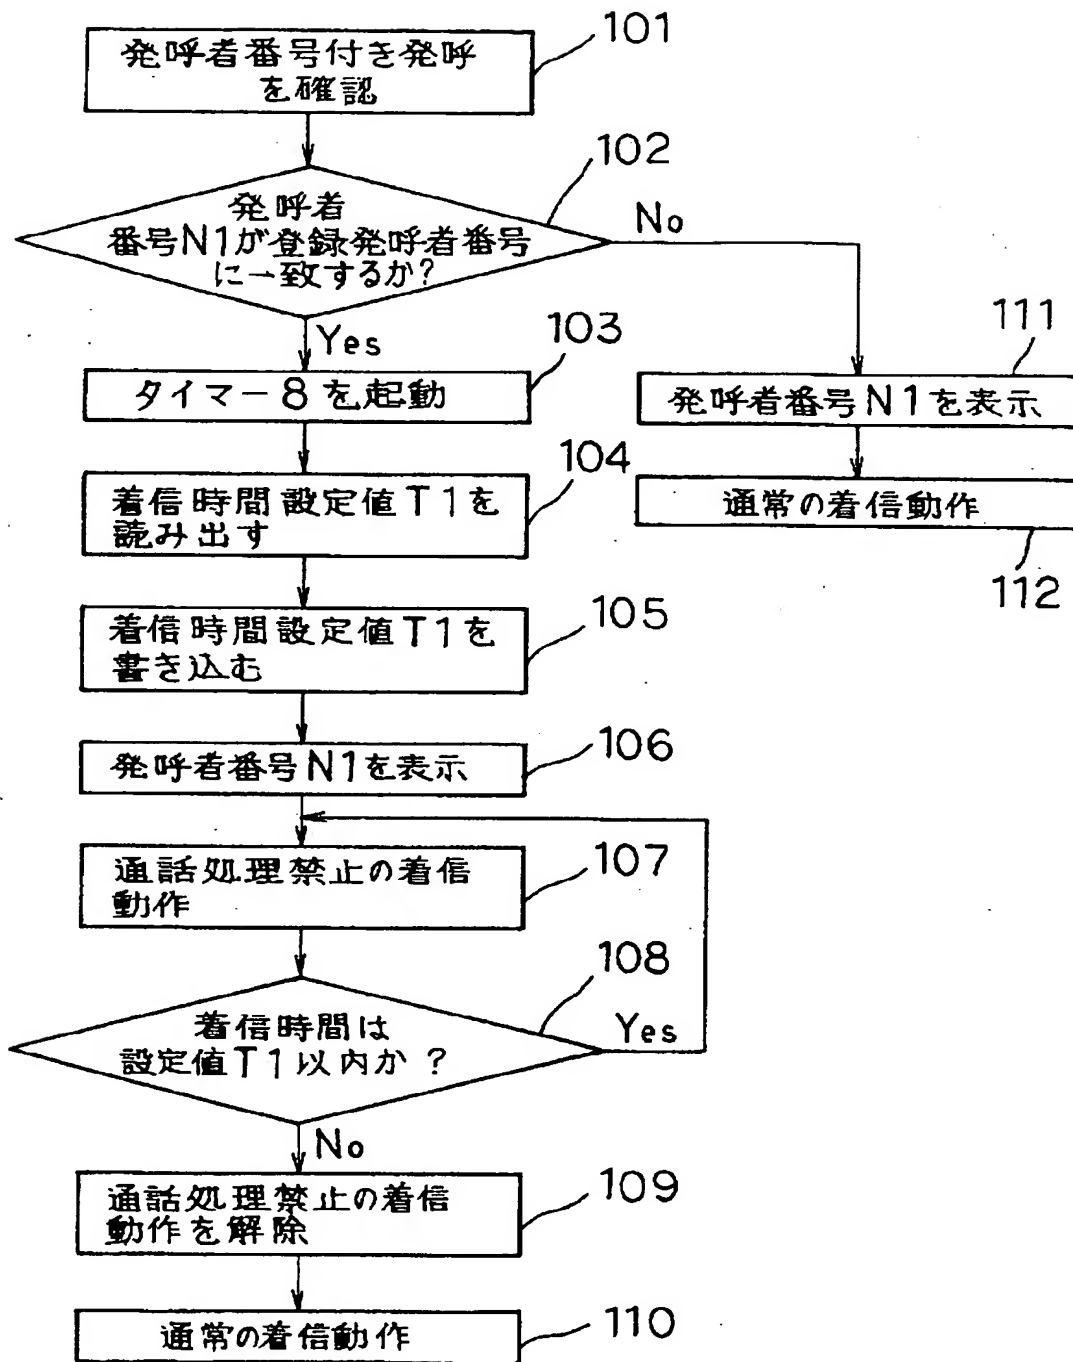 101
発呼者番号付き発呼
を確認
102
発呼者
番号N1が登録発呼者番号
に一致するか?
No
Yes
103
タイマー8を起動
111
発呼者番号N1を表示
104
着信時間設定値T1を
読み出す
通常の着信動作
112
105
着信時間設定値T1を
書き込む
106
発呼者番号N1を表示
107
通話処理禁止の着信
動作
108
着信時間は
設定値T1以内か?
Yes
No
109
通話処理禁止の着信
動作を解除
110
通常の着信動作